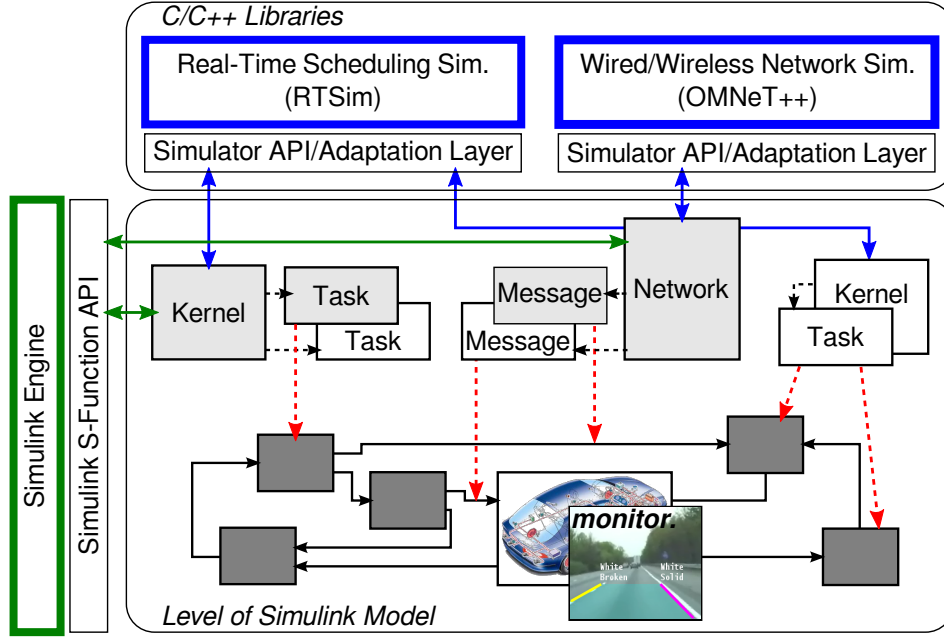 C/C++ Libraries
Real-Time Scheduling Sim.
(RTSim)
Wired/Wireless Network Sim.
(OMNeT++)
Simulator API/Adaptation Layer
Simulator API/Adaptation Layer
Simulink Engine
Simulink S-Function API
Kernel
Task
Task
Message
Message
Network
Kernel
Task
monitor.
White
Broken
White
Solid
Level of Simulink Model